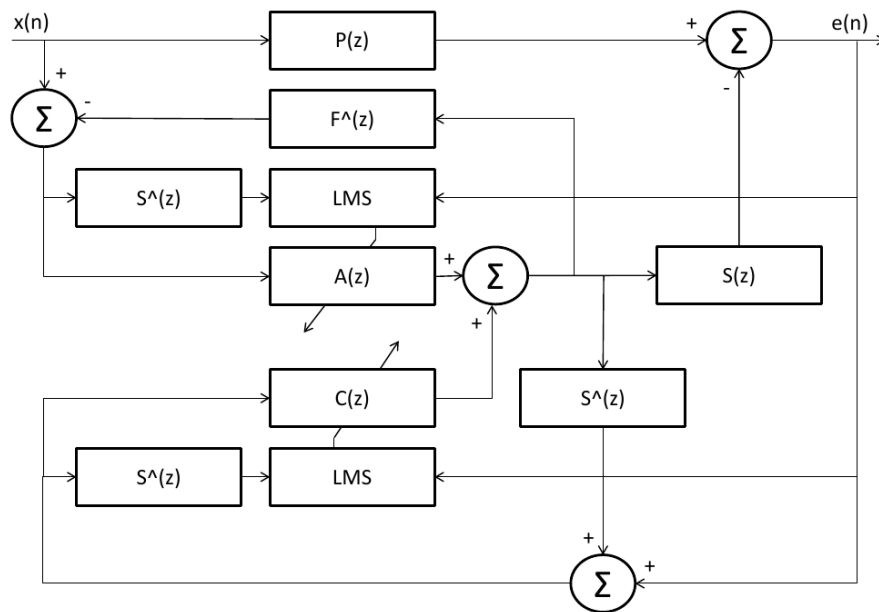 x(n)
P(z)
+
Σ
e(n)
+
-
-
Σ
F^(z)
S^(z)
LMS
A(z)
+
Σ
S(z)
+
C(z)
S^(z)
S^(z)
LMS
+
Σ
+